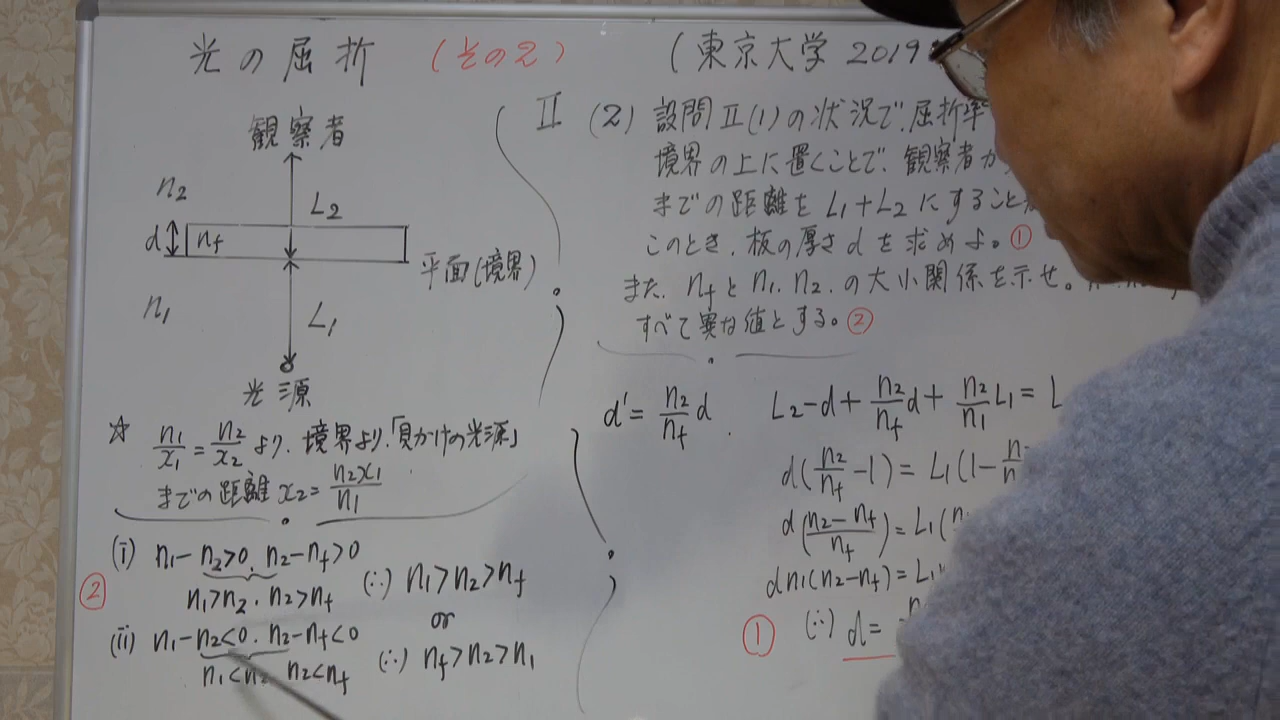 光の屈折 (その2) (東京大学 2019
観察者
n₂
L₂
d
n_f
平面(境界)
n₁
L₁
光源
☆ n₁/x₁ = n₂/x₂ より、境界より、「見かけの光源」
までの距離 x₂ = n₂x₁/n₁
(i) n₁-n₂>0. n₂-n_f>0
n₁>n₂. n₂>n_f
(∴) n₁>n₂>n_f
②
or
(ii) n₁-n₂<0. n₂-n_f<0
n₁<n₂ n₂<n_f
(∴) n_f>n₂>n₁
Ⅱ (2) 設問Ⅱ(1)の状況で、屈折率
境界の上に置くことで、観察者か
までの距離を L₁+L₂ にすること
このとき、板の厚さ d を求めよ。①
また、n_f と n₁. n₂. の大小関係を示せ。
すべて異な値とする。②
d' = n₂/n_f d. L₂-d+ n₂/n_f d+ n₂/n₁ L₁ = L
d(n₂/n_f -1) = L₁(1-
d(n₂-n_f/n_f) = L₁(
dn₁(n₂-n_f) = L₁
① (∴) d=